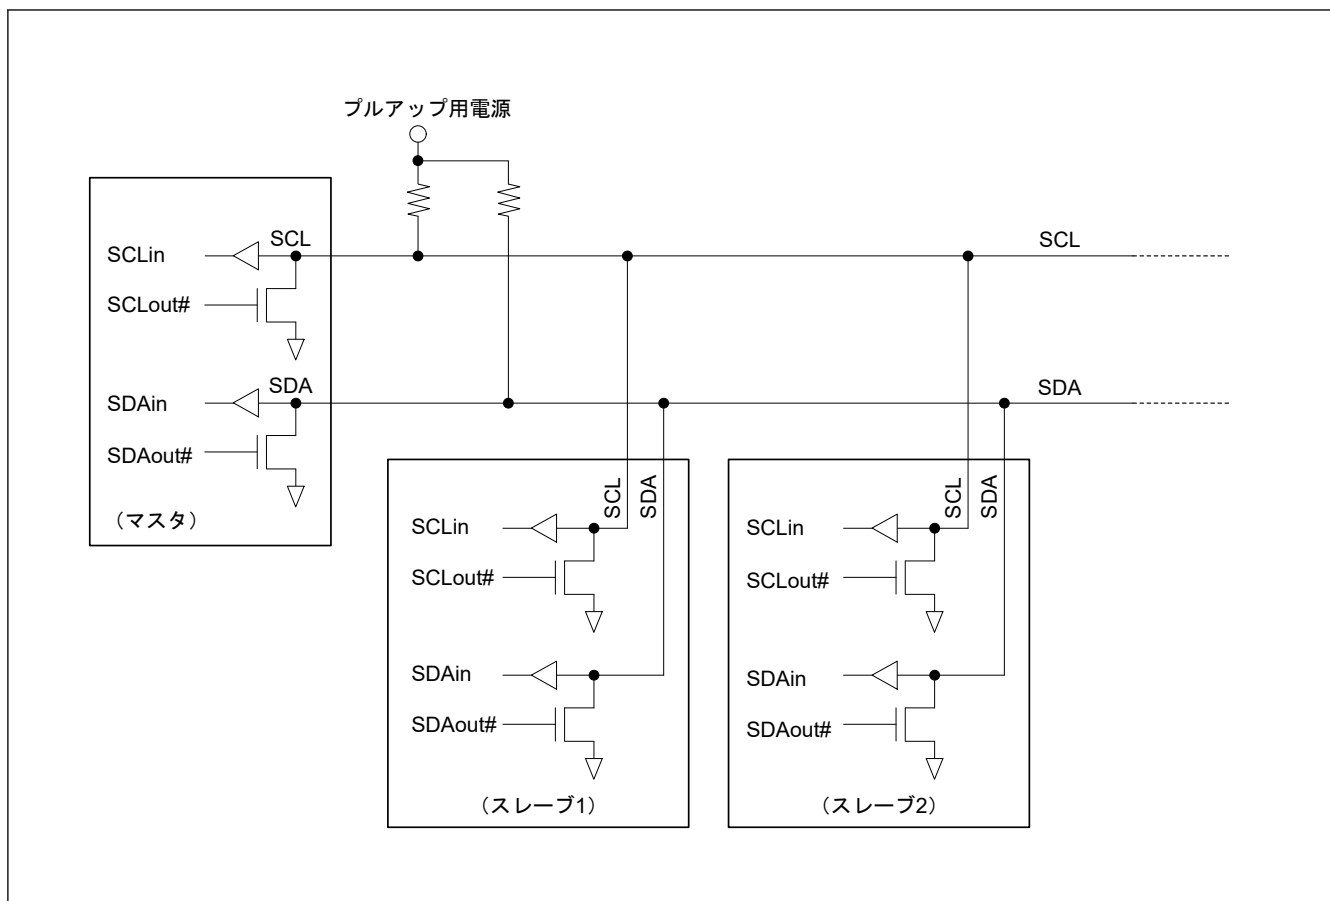 プルアップ用電源
SCLin
SCL
SCLout#
SDAin
SDA
SDAout#
（マスタ）
SCL
SDA
SCL
SDA
SCLin
SCLout#
SDAin
SDAout#
（スレーブ1）
SCL
SDA
SCLin
SCLout#
SDAin
SDAout#
（スレーブ2）